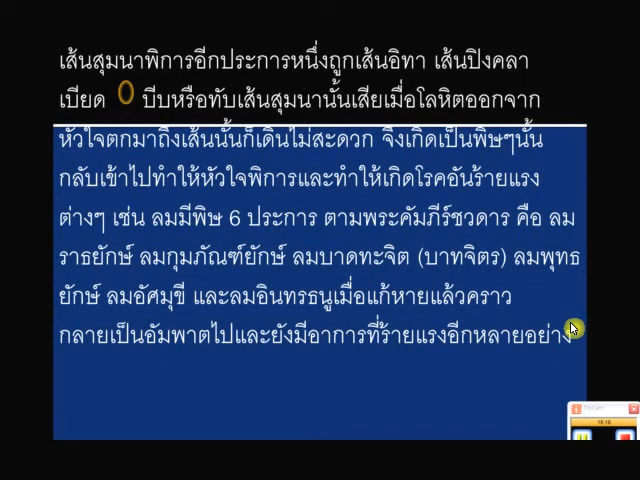 เส้นสุมนาพิการอีกประการหนึ่งถูกเส้นอิทา เส้นปิงคลา
เบียด บีบหรือทับเส้นสุมนานั้นเสียเมื่อโลหิตออกจาก
หัวใจตกมาถึงเส้นนั้นก็เดินไม่สะดวก จึงเกิดเป็นพิษๆนั้น
กลับเข้าไปทำให้หัวใจพิการและทำให้เกิดโรคอันร้ายแรง
ต่างๆ เช่น ลมมีพิษ 6 ประการ ตามพระคัมภีร์ชวดาร คือ ลม
ราธยักษ์ ลมกุมภัณฑ์ยักษ์ ลมบาดทะจิต (บาทจิตร) ลมพุทธ
ยักษ์ ลมอัศมุขี และลมอินทรธนูเมื่อแก้หายแล้วคราว
กลายเป็นอัมพาตไปและยังมีอาการที่ร้ายแรงอีกหลายอย่าง